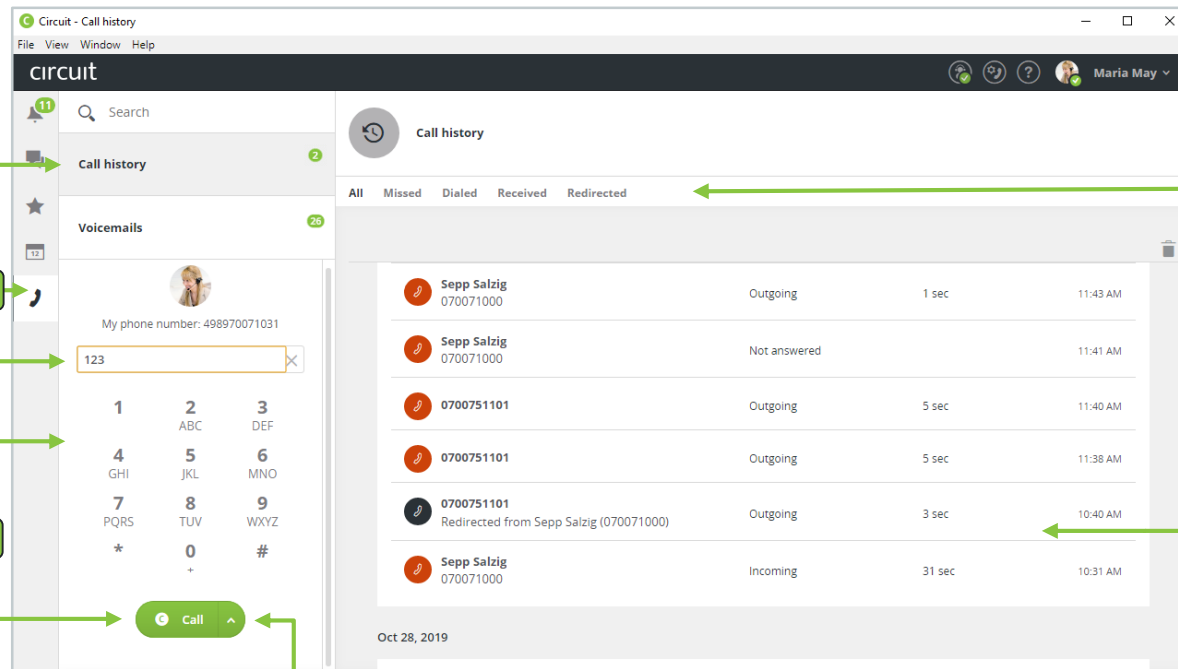 C Circuit - Call history
File View Window Help
circuit
? Maria May
11
Search
Call history 2
Voicemails 26
12
My phone number: 498970071031
123
1 2 3
ABC DEF
4 5 6
GHI JKL MNO
7 8 9
PQRS TUV WXYZ
* 0 #
+
C Call
Call history
All Missed Dialed Received Redirected
Sepp Salzig
070071000 Outgoing 1 sec 11:43 AM
Sepp Salzig
070071000 Not answered 11:41 AM
0700751101 Outgoing 5 sec 11:40 AM
0700751101 Outgoing 5 sec 11:38 AM
0700751101
Redirected from Sepp Salzig (070071000) Outgoing 3 sec 10:40 AM
Sepp Salzig
070071000 Incoming 31 sec 10:31 AM
Oct 28, 2019